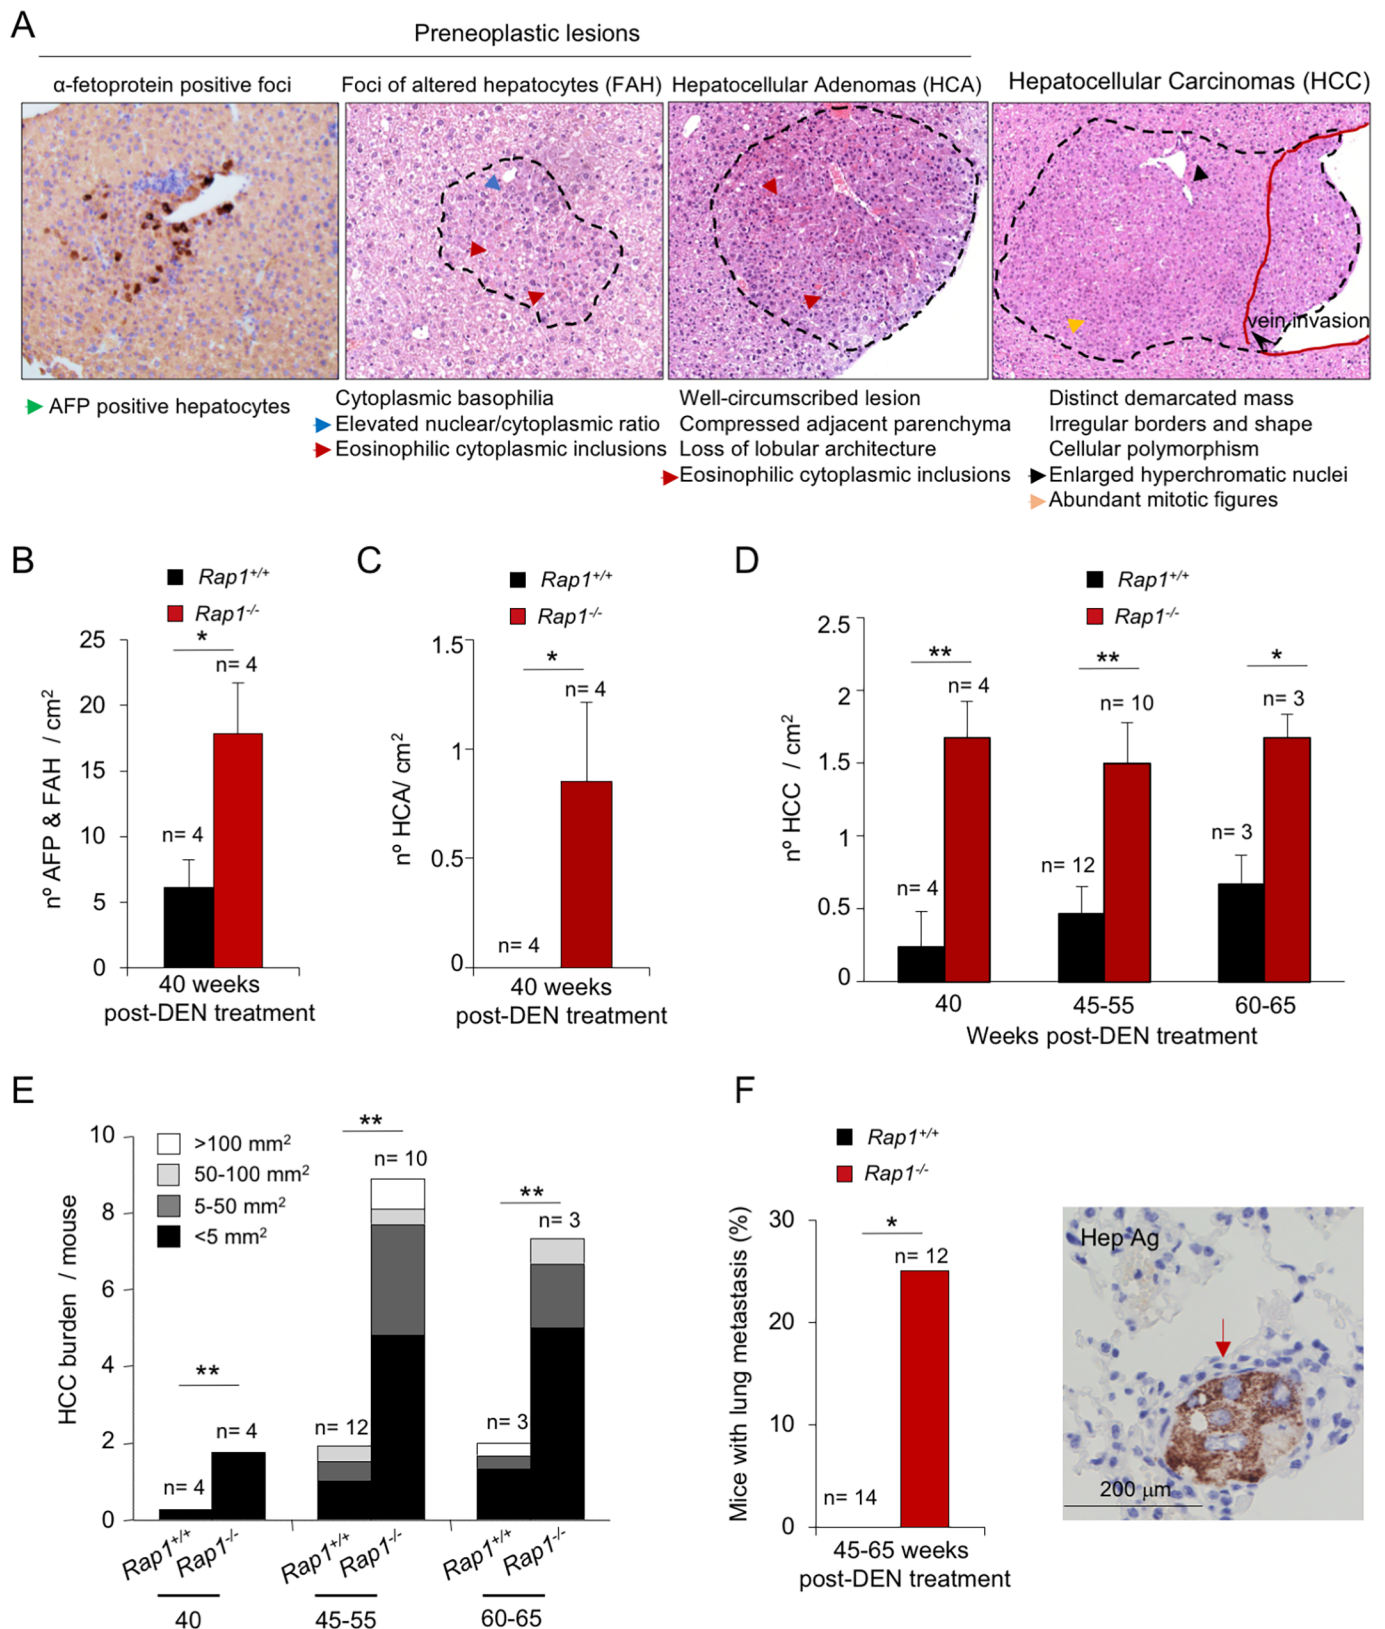 A
Preneoplastic lesions
α-fetoprotein positive foci
Foci of altered hepatocytes (FAH)
Hepatocellular Adenomas (HCA)
Hepatocellular Carcinomas (HCC)
vein invasion
AFP positive hepatocytes
Cytoplasmic basophilia
Elevated nuclear/cytoplasmic ratio
Eosinophilic cytoplasmic inclusions
Well-circumscribed lesion
Compressed adjacent parenchyma
Loss of lobular architecture
Eosinophilic cytoplasmic inclusions
Distinct demarcated mass
Irregular borders and shape
Cellular polymorphism
Enlarged hyperchromatic nuclei
Abundant mitotic figures
B
Rap1+/+
Rap1-/-
nº AFP & FAH / cm²
25
20
15
10
5
0
*
n= 4
n= 4
40 weeks
post-DEN treatment
C
Rap1+/+
Rap1-/-
nº HCA/ cm²
1.5
1
0.5
0
*
n= 4
n= 4
40 weeks
post-DEN treatment
D
Rap1+/+
Rap1-/-
nº HCC / cm²
2.5
2
1.5
1
0.5
0
**
n= 4
n= 4
**
n= 10
n= 12
*
n= 3
n= 3
40
45-55
60-65
Weeks post-DEN treatment
E
HCC burden / mouse
10
8
6
4
2
0
>100 mm²
50-100 mm²
5-50 mm²
<5 mm²
**
n= 4
n= 4
**
n= 10
n= 12
**
n= 3
n= 3
Rap1+/+
Rap1-/-
Rap1+/+
Rap1-/-
Rap1+/+
Rap1-/-
40
45-55
60-65
F
Rap1+/+
Rap1-/-
Mice with lung metastasis (%)
30
20
10
0
*
n= 12
n= 14
45-65 weeks
post-DEN treatment
Hep Ag
200 µm